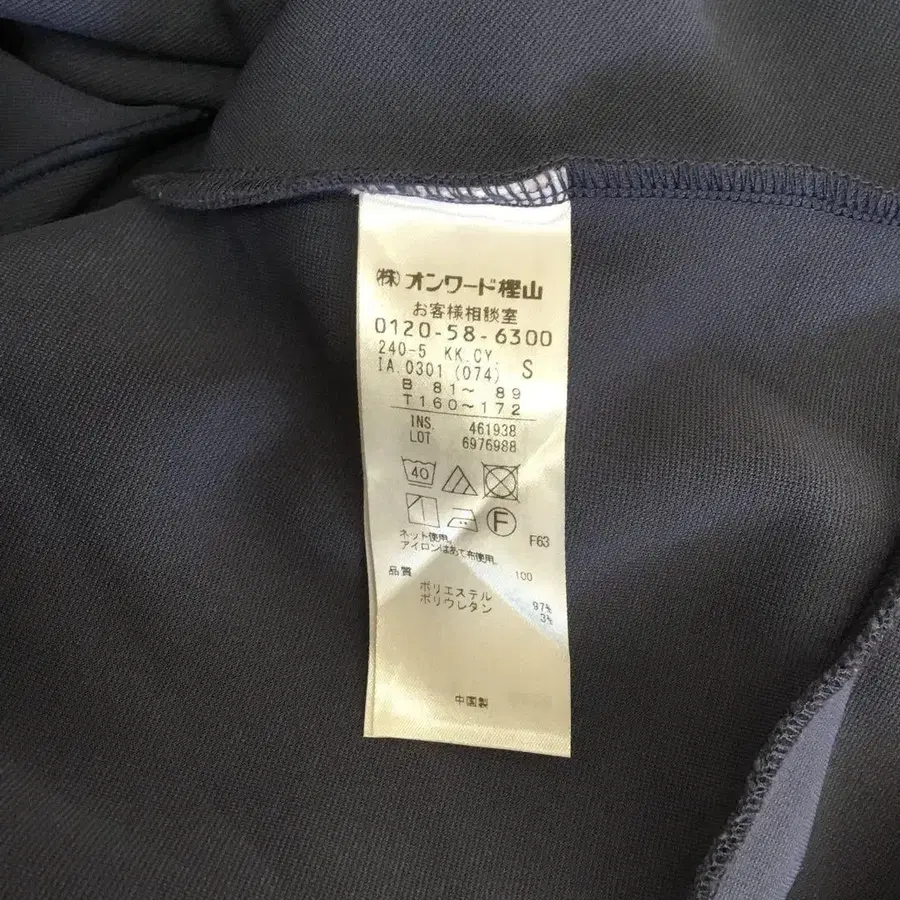 ㈱オンワード樫山
お客様相談室
0120-58-6300
240-5 KK.CY.
IA.0301 (074) S
B 81〜 89
T160〜172
INS. 461938
LOT 6976988
40
F
F63
ネット使用。
アイロンはあて布使用。
品質 100
ポリエステル 97%
ポリウレタン 3%
中国製